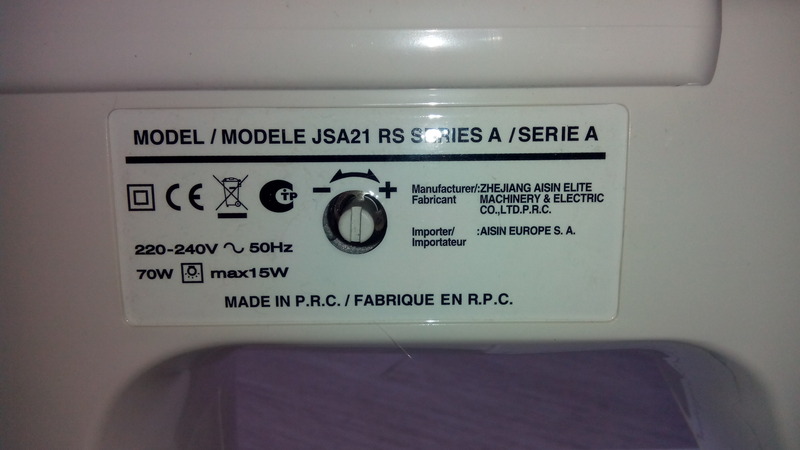 MODEL / MODELE JSA21 RS SERIES A / SERIE A
CE
TP
− +
Manufacturer/:ZHEJIANG AISIN ELITE
Fabricant MACHINERY & ELECTRIC
CO.,LTD.P.R.C.
Importer/ :AISIN EUROPE S. A.
Importateur
220-240V ~ 50Hz
70W max15W
MADE IN P.R.C. / FABRIQUE EN R.P.C.